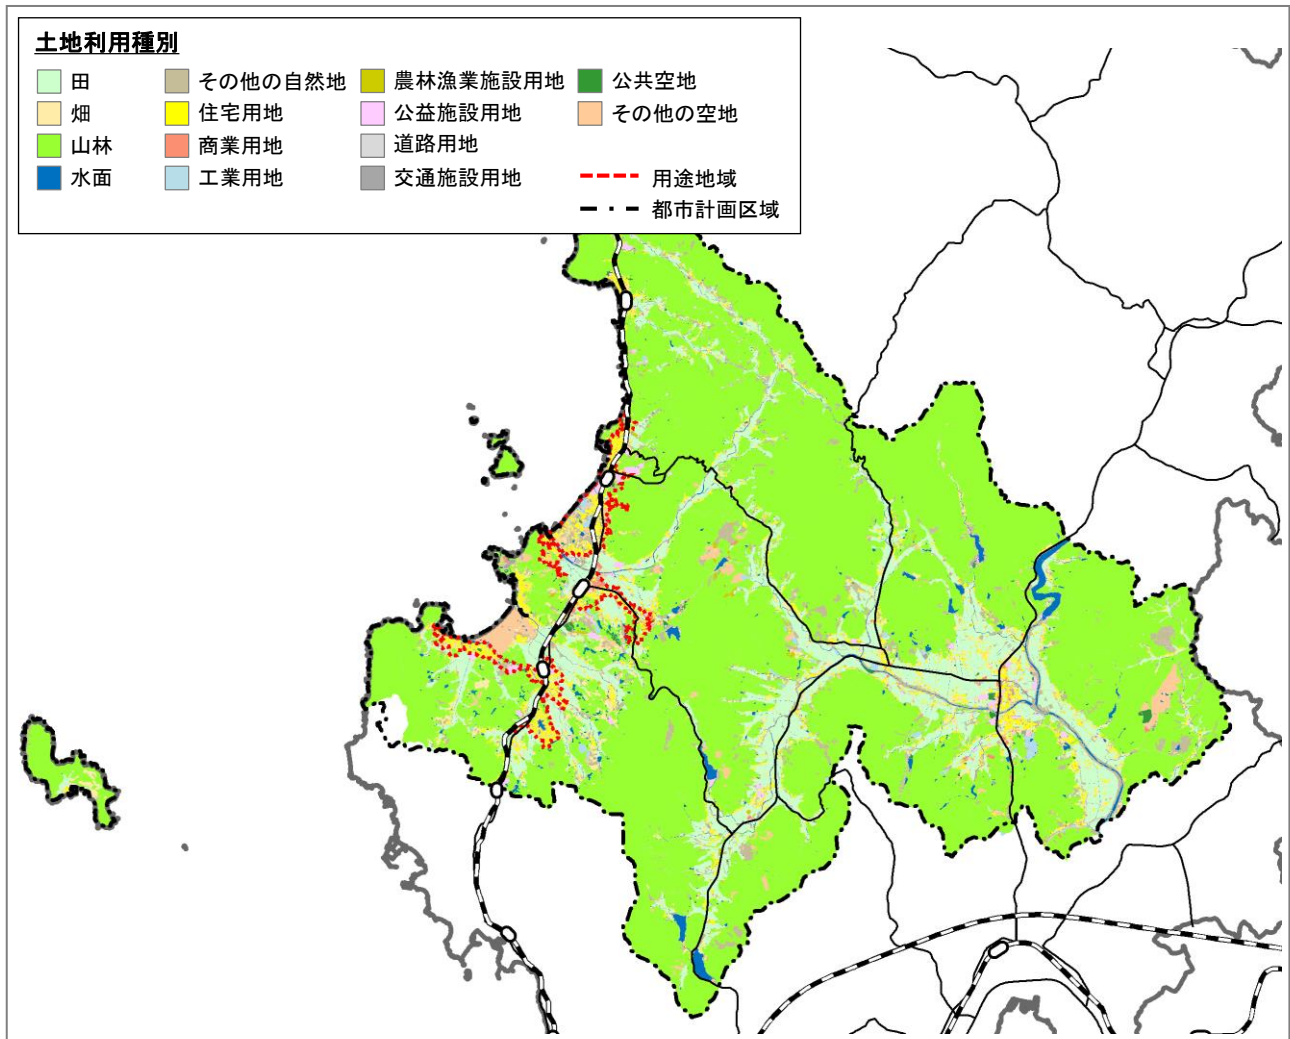 土地利用種別
田
その他の自然地
農林漁業施設用地
公共空地
畑
住宅用地
公益施設用地
その他の空地
山林
商業用地
道路用地
水面
工業用地
交通施設用地
用途地域
都市計画区域